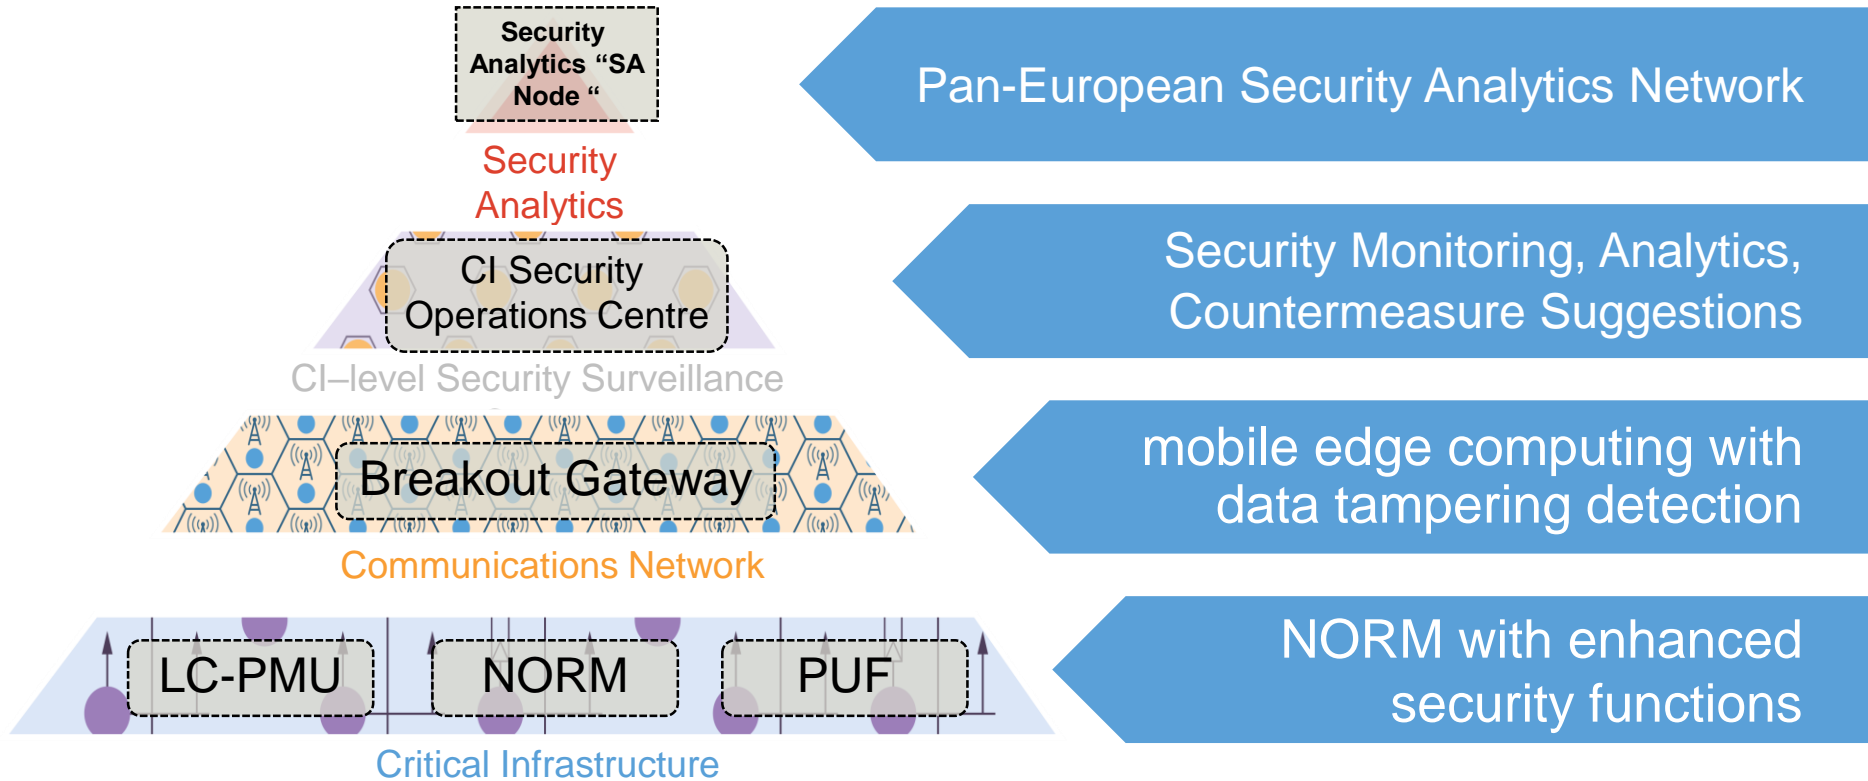 Security
Analytics “SA
Node “
Pan-European Security Analytics Network
Security
Analytics
CI Security
Operations Centre
Security Monitoring, Analytics,
Countermeasure Suggestions
CI–level Security Surveillance
Breakout Gateway
mobile edge computing with
data tampering detection
Communications Network
LC-PMU
NORM
PUF
NORM with enhanced
security functions
Critical Infrastructure